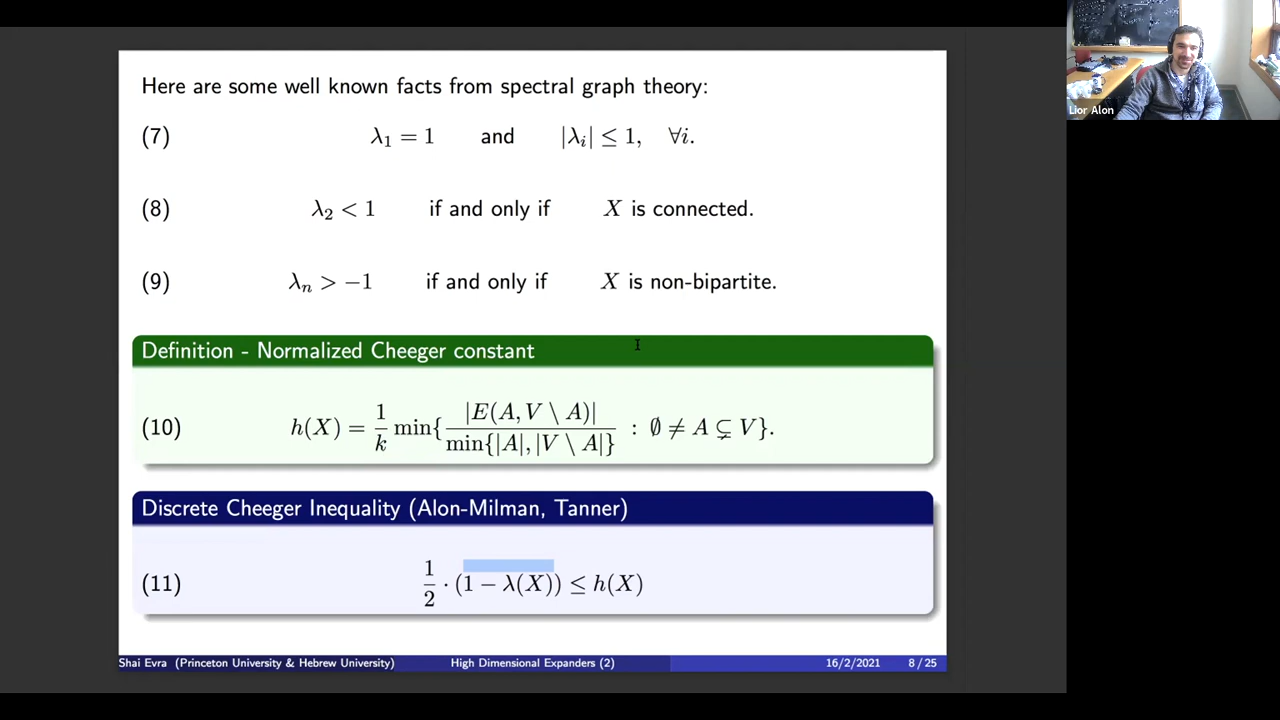 Here are some well known facts from spectral graph theory:
(7) λ₁ = 1 and |λᵢ| ≤ 1, ∀i.
(8) λ₂ < 1 if and only if X is connected.
(9) λₙ > −1 if and only if X is non-bipartite.
Definition - Normalized Cheeger constant
(10) h(X) = \frac{1}{k} min{ \frac{|E(A, V \ A)|}{min{|A|, |V \ A|}} : ∅ ≠ A ⊊ V}.
Discrete Cheeger Inequality (Alon-Milman, Tanner)
(11) \frac{1}{2} · (1 − λ(X)) ≤ h(X)
Shai Evra (Princeton University & Hebrew University) High Dimensional Expanders (2) 16/2/2021 8 / 25
Lior Alon